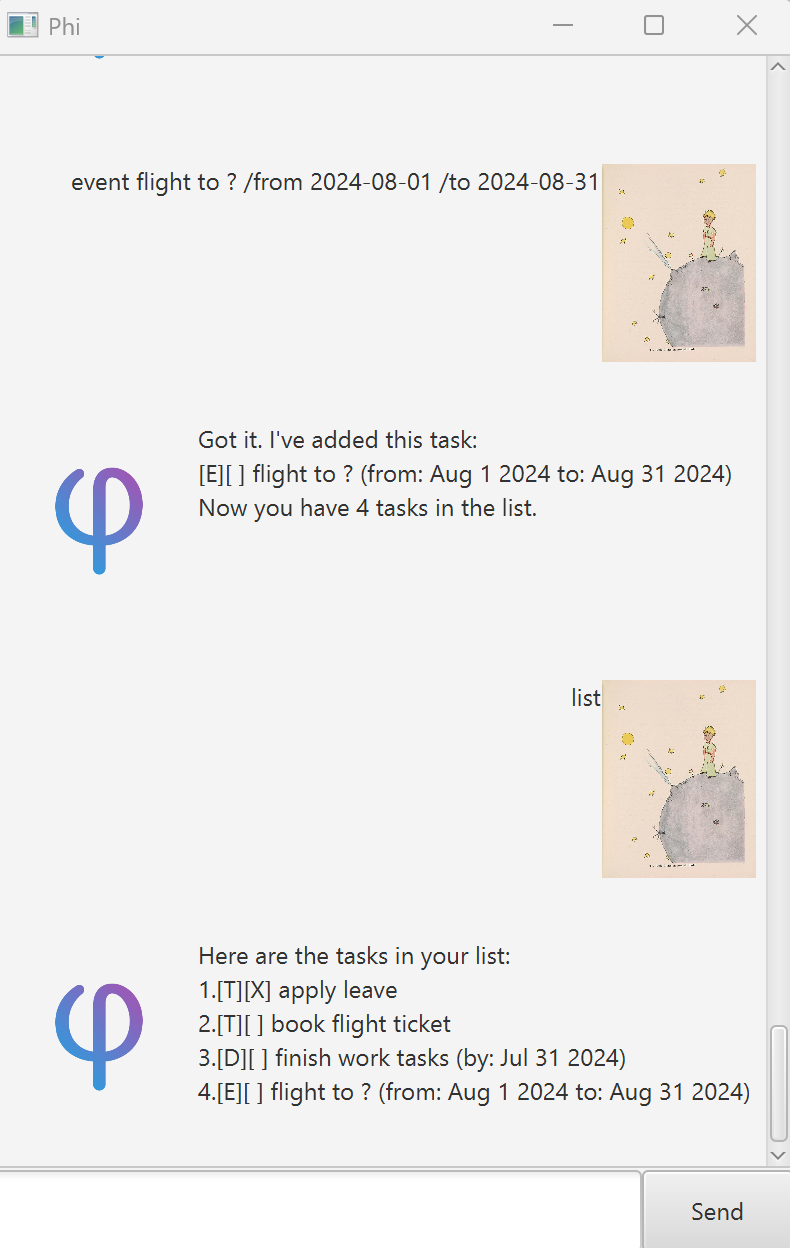 Phi
event flight to ? /from 2024-08-01 /to 2024-08-31
Got it. I've added this task:
[E][ ] flight to ? (from: Aug 1 2024 to: Aug 31 2024)
Now you have 4 tasks in the list.
list
Here are the tasks in your list:
1.[T][X] apply leave
2.[T][ ] book flight ticket
3.[D][ ] finish work tasks (by: Jul 31 2024)
4.[E][ ] flight to ? (from: Aug 1 2024 to: Aug 31 2024)
Send